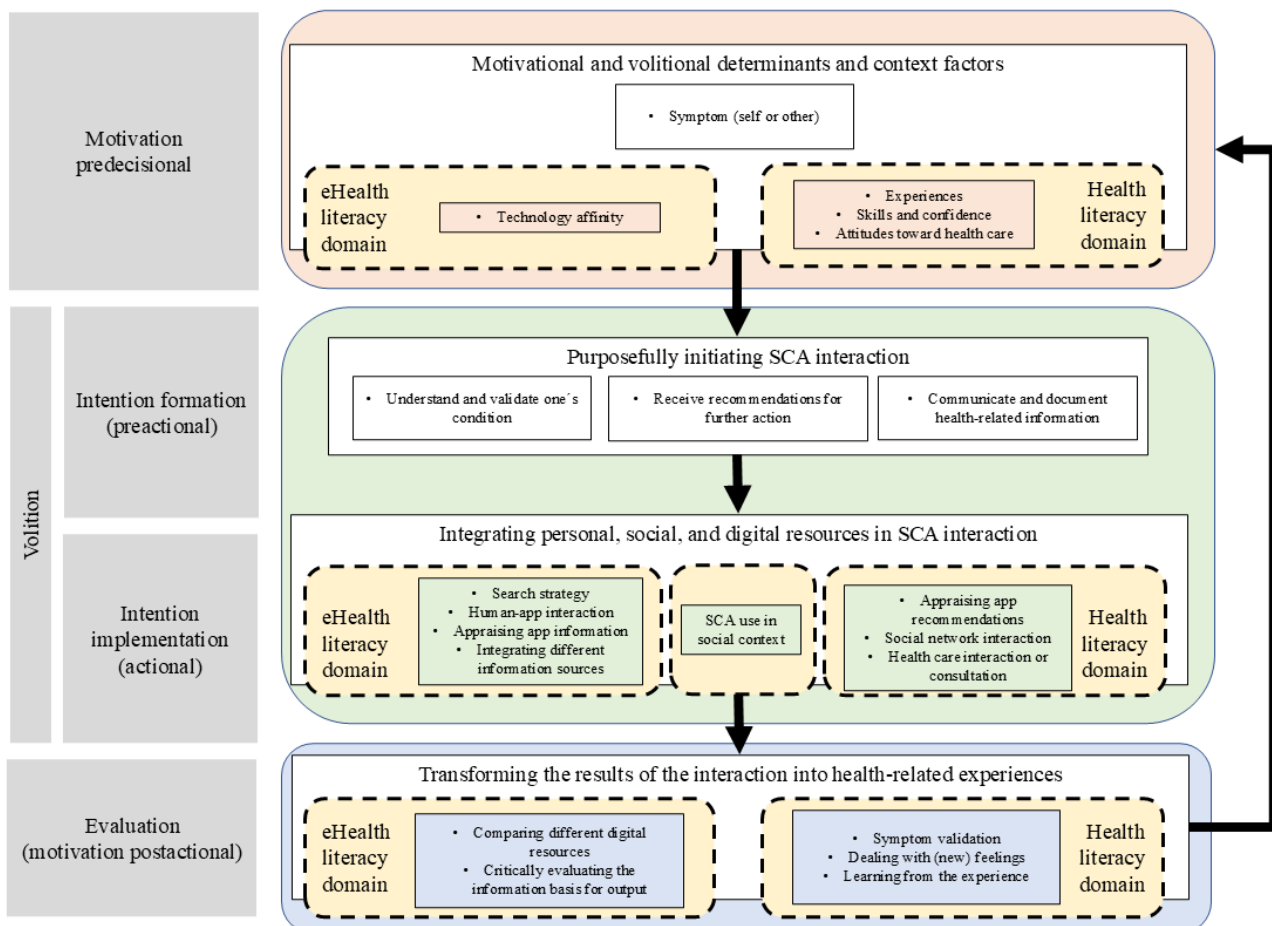 Motivation
predecisional
Motivational and volitional determinants and context factors
• Symptom (self or other)
eHealth
literacy
domain
• Technology affinity
• Experiences
• Skills and confidence
• Attitudes toward health care
Health
literacy
domain
Volition
Intention formation
(preactional)
Purposefully initiating SCA interaction
• Understand and validate one´s
condition
• Receive recommendations for
further action
• Communicate and document
health-related information
Intention
implementation
(actional)
Integrating personal, social, and digital resources in SCA interaction
eHealth
literacy
domain
• Search strategy
• Human-app interaction
• Appraising app information
• Integrating different
information sources
SCA use in
social context
• Appraising app
recommendations
• Social network interaction
• Health care interaction or
consultation
Health
literacy
domain
Evaluation
(motivation postactional)
Transforming the results of the interaction into health-related experiences
eHealth
literacy
domain
• Comparing different digital
resources
• Critically evaluating the
information basis for output
• Symptom validation
• Dealing with (new) feelings
• Learning from the experience
Health
literacy
domain